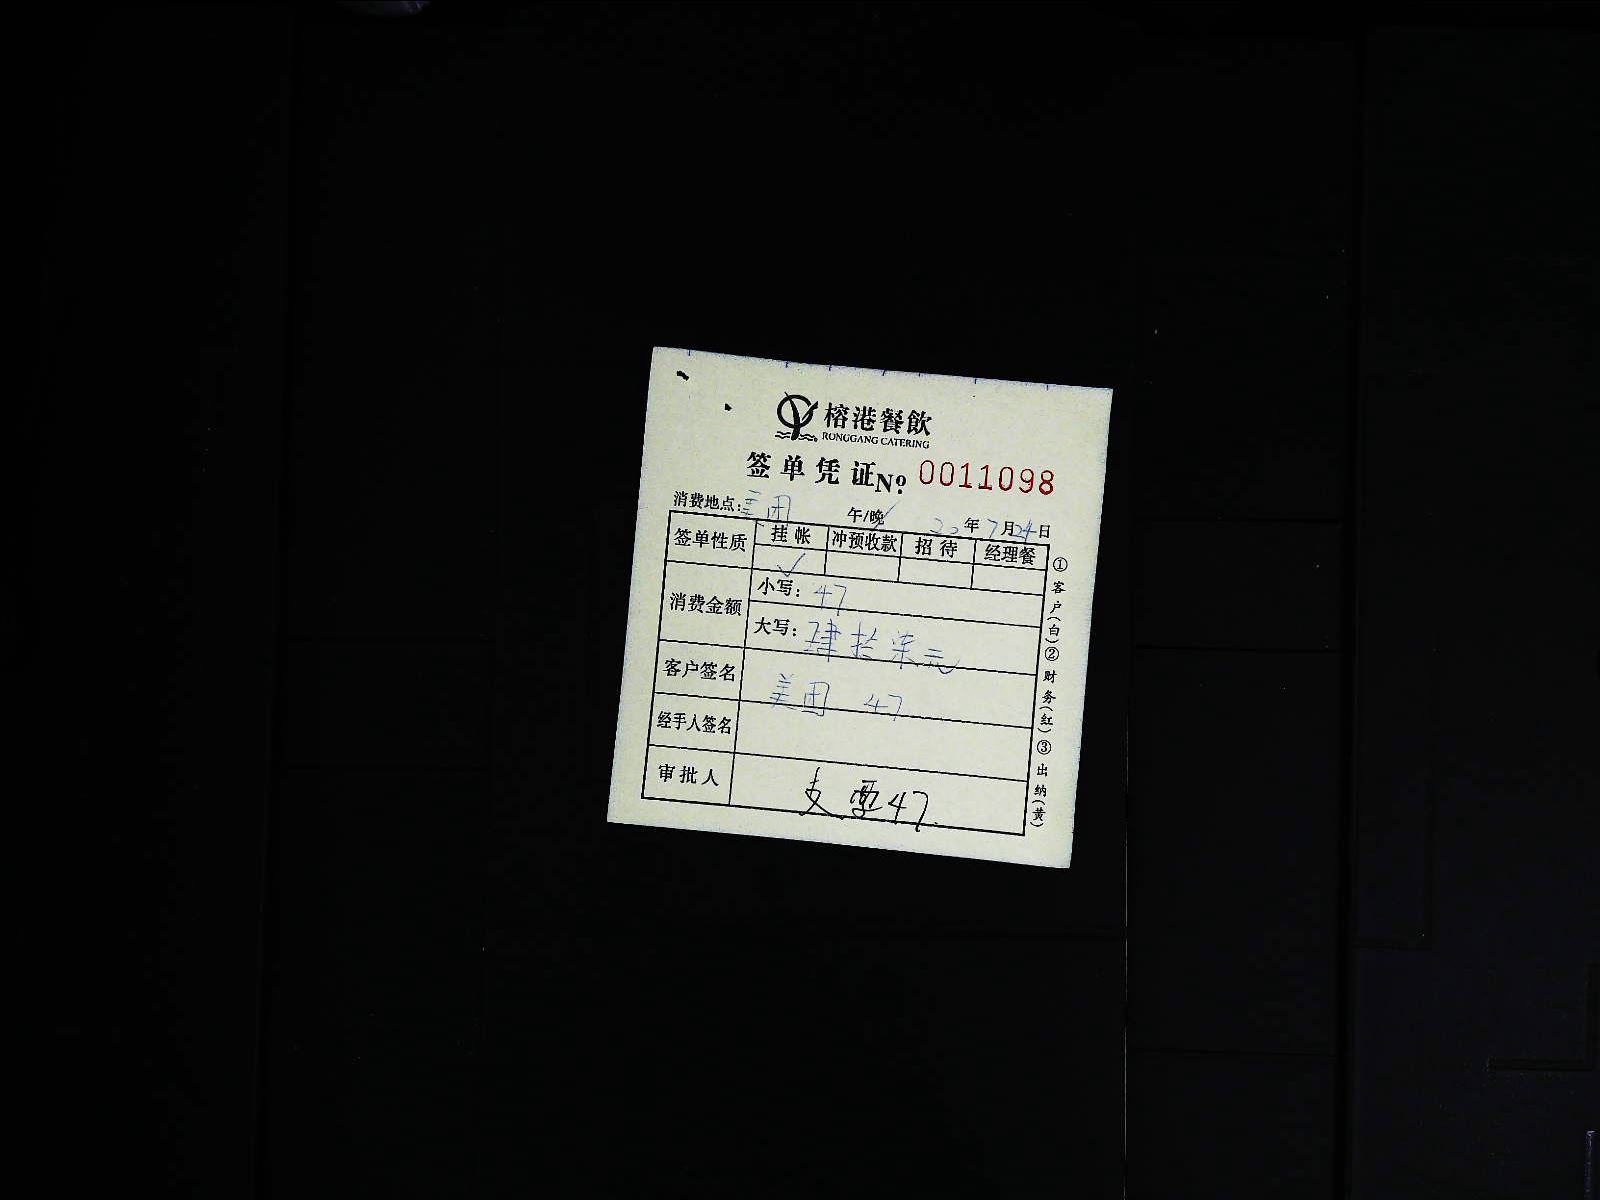 榕港餐飲
RONGGANG CATERING
签单凭证 Nº: 0011098
消费地点: 美团 午/晚 20年7月24日
签单性质 挂帐 冲预收款 招待 经理餐
✓
消费金额 小写: 47
大写: 肆拾柒元
客户签名 美团 47
经手人签名
审批人 支票47
①客户(白) ②财务(红) ③出纳(黄)